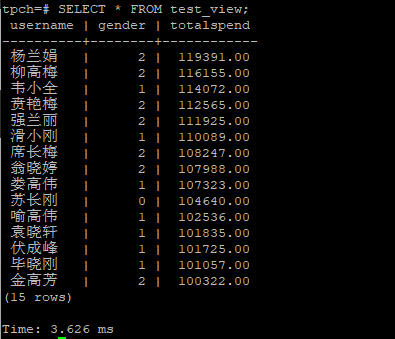 tpch=# SELECT * FROM test_view;
username | gender | totalspend
----------+--------+------------
杨兰娟 | 2 | 119391.00
柳高梅 | 2 | 116155.00
韦小全 | 1 | 114072.00
贲艳梅 | 2 | 112565.00
强兰丽 | 2 | 111925.00
滑小刚 | 1 | 110089.00
席长梅 | 2 | 108247.00
翁晓婷 | 2 | 107988.00
娄高伟 | 1 | 107323.00
苏长刚 | 0 | 104640.00
喻高伟 | 1 | 102536.00
袁晓轩 | 1 | 101835.00
伏成峰 | 1 | 101725.00
毕晓刚 | 1 | 101057.00
金高芳 | 2 | 100322.00
(15 rows)
Time: 3.626 ms